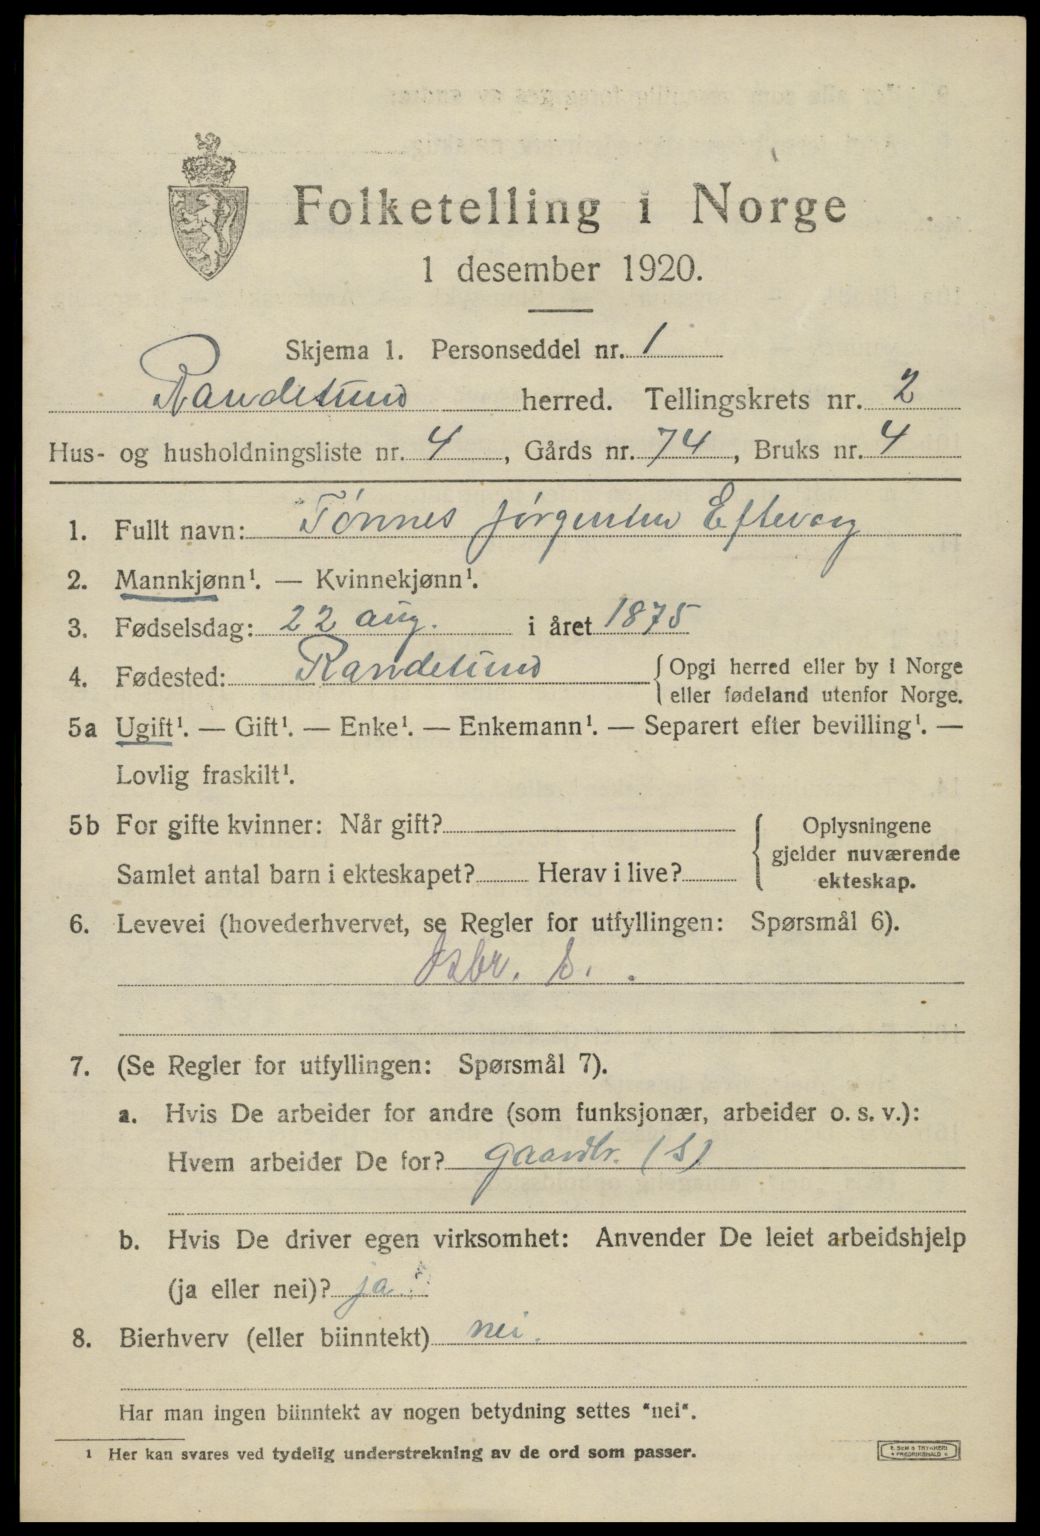 Folketelling i Norge
1 desember 1920.
Skjema 1. Personseddel nr. 1
Randesund herred. Tellingskrets nr. 2
Hus- og husholdningsliste nr. 4, Gårds nr. 74, Bruks nr. 4
1. Fullt navn: Tønnes Jørgensen Eftevaag
2. Mannkjønn¹. — Kvinnekjønn¹.
3. Fødselsdag: 22 aug. i året 1875
4. Fødested: Randesund { Opgi herred eller by i Norge
eller fødeland utenfor Norge.
5a Ugift¹. — Gift¹. — Enke¹. — Enkemann¹. — Separert efter bevilling¹. —
Lovlig fraskilt¹.
5b For gifte kvinner: Når gift?
Samlet antal barn i ekteskapet? Herav i live?
Oplysningene
gjelder nuværende
ekteskap.
6. Levevei (hovederhvervet, se Regler for utfyllingen: Spørsmål 6).
7. (Se Regler for utfyllingen: Spørsmål 7).
a. Hvis De arbeider for andre (som funksjonær, arbeider o. s. v.):
Hvem arbeider De for? gaardbr. (S)
b. Hvis De driver egen virksomhet: Anvender De leiet arbeidshjelp
(ja eller nei)? ja.
8. Bierhverv (eller biinntekt) nei.
Har man ingen biinntekt av nogen betydning settes "nei".
¹ Her kan svares ved tydelig understrekning av de ord som passer.
E. SEM'S TRYKKERI
FREDRIKSHALD